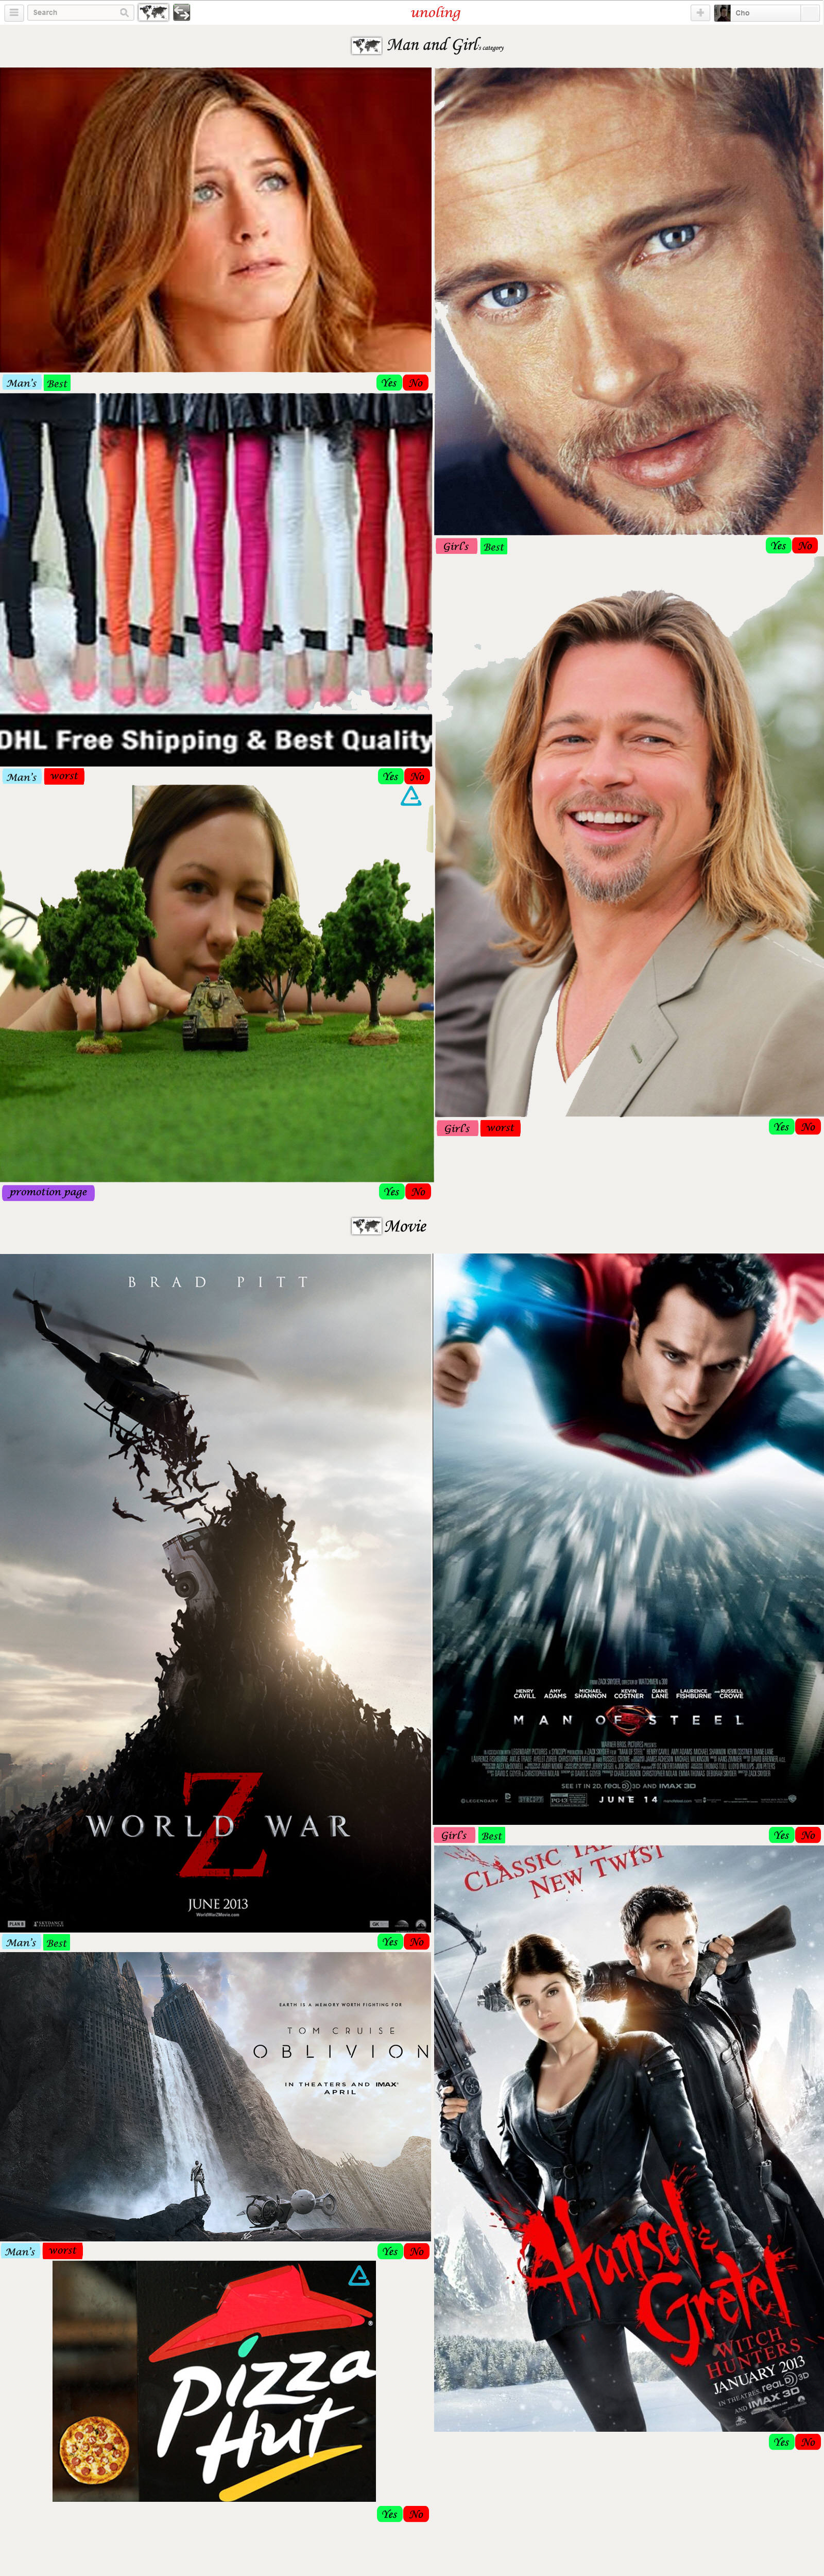 Search
unoling
Cho
Man and Girl's category
Man's Best Yes No
DHL Free Shipping & Best Quality
Man's worst Yes No
promotion page Yes No
Girl's Best Yes No
Girl's worst Yes No
Movie
BRAD PITT
WORLD WAR
Z
JUNE 2013
WorldWarZMovie.com
Man's Best Yes No
EARTH IS A MEMORY WORTH FIGHTING FOR
TOM CRUISE
OBLIVION
IN THEATERS AND IMAX
APRIL
Man's worst Yes No
Pizza
Hut
Yes No
HENRY CAVILL AMY ADAMS MICHAEL SHANNON KEVIN COSTNER DIANE LANE LAURENCE FISHBURNE AND RUSSELL CROWE
MAN OF STEEL
SEE IT IN 2D, REAL D 3D AND IMAX 3D
LEGENDARY
JUNE 14
Girl's Best Yes No
CLASSIC
NEW TWIST
Hansel &
Gretel
WITCH
HUNTERS
JANUARY 2013
IN THEATRES, REAL D 3D
AND IMAX 3D
Yes No